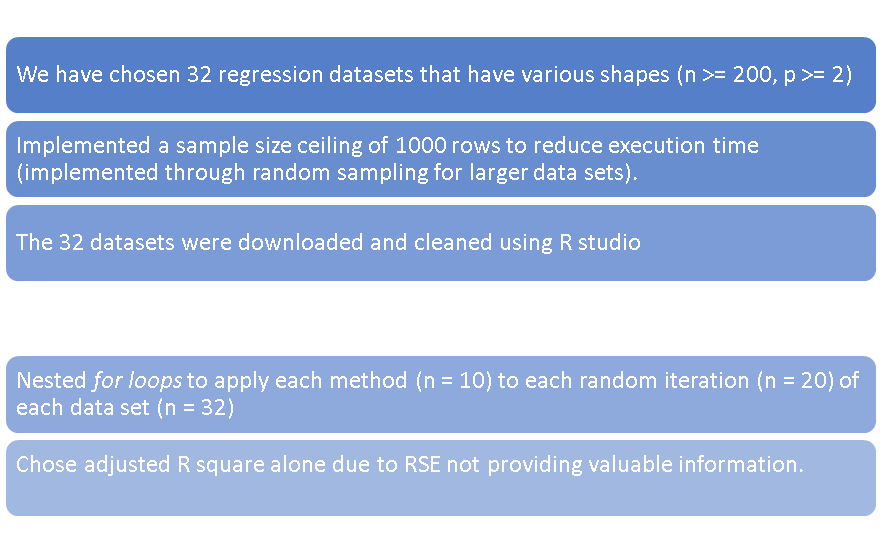 We have chosen 32 regression datasets that have various shapes (n >= 200, p >= 2)
Implemented a sample size ceiling of 1000 rows to reduce execution time
(implemented through random sampling for larger data sets).
The 32 datasets were downloaded and cleaned using R studio
Nested for loops to apply each method (n = 10) to each random iteration (n = 20) of
each data set (n = 32)
Chose adjusted R square alone due to RSE not providing valuable information.